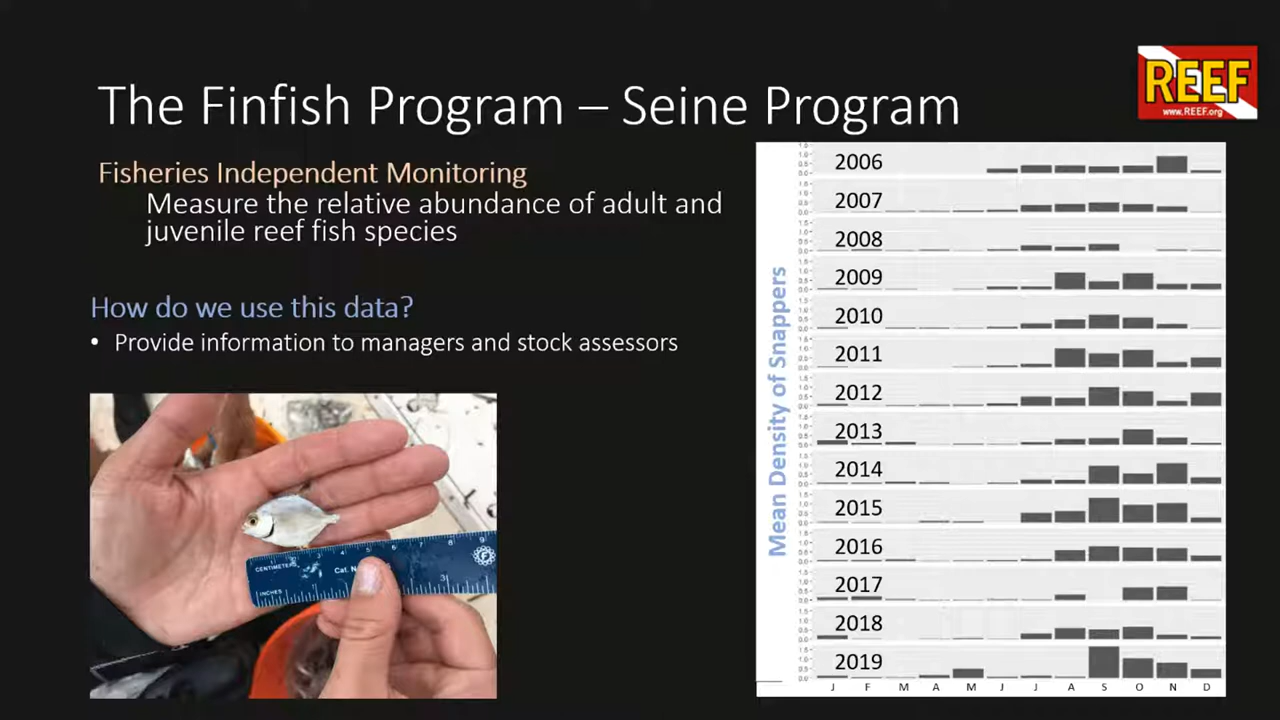 The Finfish Program – Seine Program
REEF
www.REEF.org
Fisheries Independent Monitoring
Measure the relative abundance of adult and
juvenile reef fish species
How do we use this data?
• Provide information to managers and stock assessors
CENTIMETERS
INCHES
Mean Density of Snappers
2006
2007
2008
2009
2010
2011
2012
2013
2014
2015
2016
2017
2018
2019
J F M A M J J A S O N D